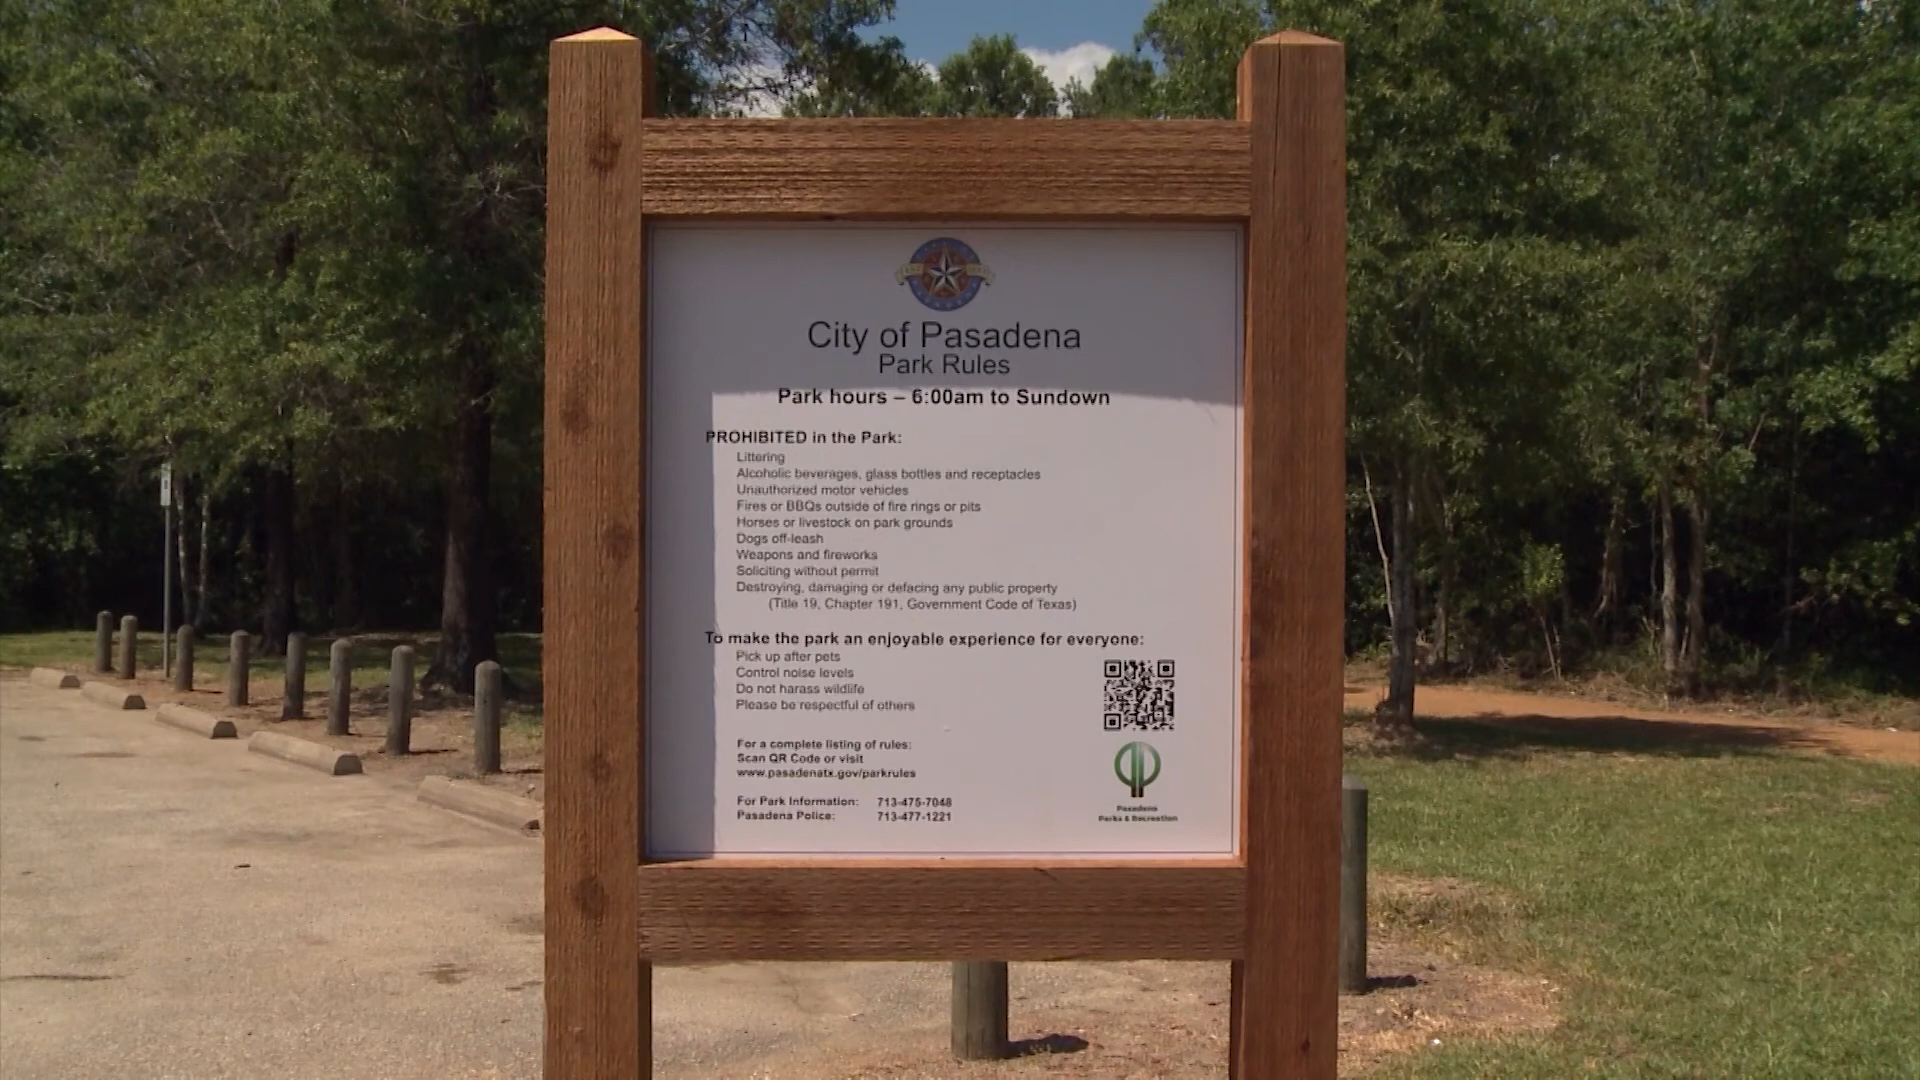 City of Pasadena
Park Rules
Park hours – 6:00am to Sundown
PROHIBITED in the Park:
Littering
Alcoholic beverages, glass bottles and receptacles
Unauthorized motor vehicles
Fires or BBQs outside of fire rings or pits
Horses or livestock on park grounds
Dogs off-leash
Weapons and fireworks
Soliciting without permit
Destroying, damaging or defacing any public property
(Title 19, Chapter 191, Government Code of Texas)
To make the park an enjoyable experience for everyone:
Pick up after pets
Control noise levels
Do not harass wildlife
Please be respectful of others
For a complete listing of rules:
Scan QR Code or visit
www.pasadenatx.gov/parkrules
For Park Information: 713-475-7048
Pasadena Police: 713-477-1221
Pasadena
Parks & Recreation